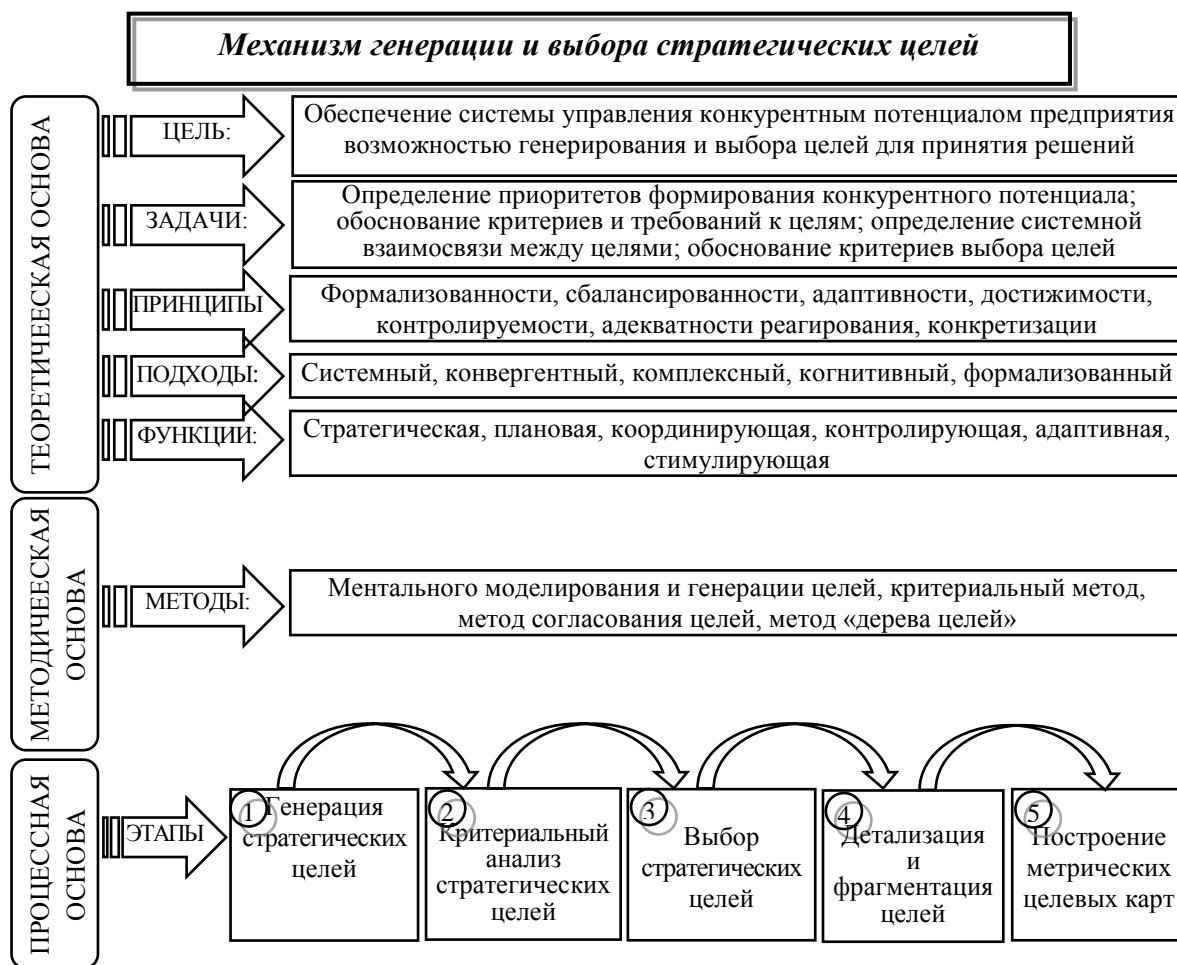 Механизм генерации и выбора стратегических целей
ТЕОРЕТИЧЕЕСКАЯ ОСНОВА
ЦЕЛЬ:
Обеспечение системы управления конкурентным потенциалом предприятия
возможностью генерирования и выбора целей для принятия решений
ЗАДАЧИ:
Определение приоритетов формирования конкурентного потенциала;
обоснование критериев и требований к целям; определение системной
взаимосвязи между целями; обоснование критериев выбора целей
ПРИНЦИПЫ
Формализованности, сбалансированности, адаптивности, достижимости,
контролируемости, адекватности реагирования, конкретизации
ПОДХОДЫ:
Системный, конвергентный, комплексный, когнитивный, формализованный
ФУНКЦИИ:
Стратегическая, плановая, координирующая, контролирующая, адаптивная,
стимулирующая
МЕТОДИЧЕЕСКАЯ
ОСНОВА
МЕТОДЫ:
Ментального моделирования и генерации целей, критериальный метод,
метод согласования целей, метод «дерева целей»
ПРОЦЕССНАЯ
ОСНОВА
ЭТАПЫ
1
Генерация
стратегических
целей
2
Критериальный
анализ
стратегических
целей
3
Выбор
стратегических
целей
4
Детализация
и
фрагментация
целей
5
Построение
метрических
целевых карт